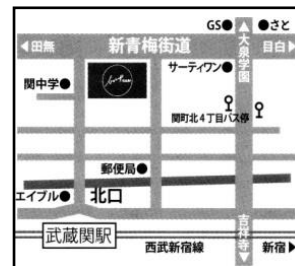 GS● ●さと
◀田無 新青梅街道 目白▶
▲大泉学園
関中学● サーティワン●
関町北4丁目バス停
郵便局●
エイブル● 北口
武蔵関駅
吉祥寺▼
西武新宿線 新宿▶